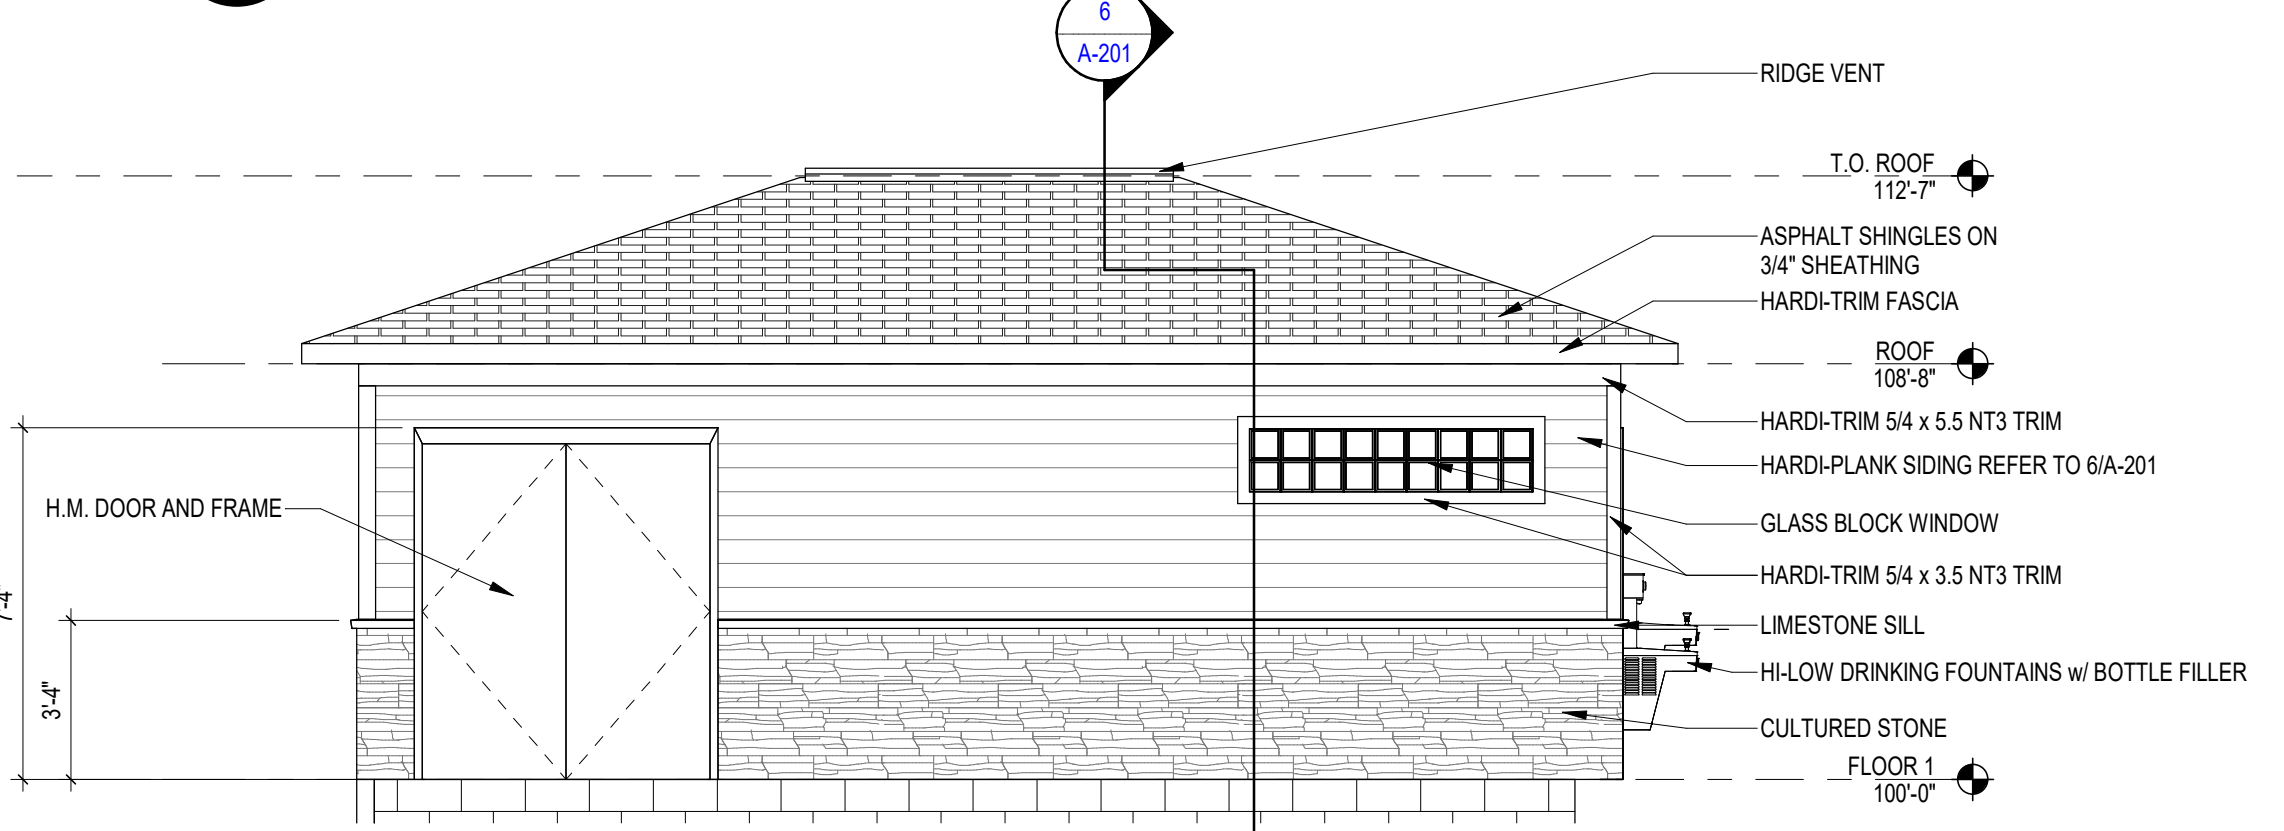 6
A-201
RIDGE VENT
T.O. ROOF
112'-7"
ASPHALT SHINGLES ON
3/4" SHEATHING
HARDI-TRIM FASCIA
ROOF
108'-8"
HARDI-TRIM 5/4 x 5.5 NT3 TRIM
HARDI-PLANK SIDING REFER TO 6/A-201
H.M. DOOR AND FRAME
GLASS BLOCK WINDOW
HARDI-TRIM 5/4 x 3.5 NT3 TRIM
7'-4"
LIMESTONE SILL
HI-LOW DRINKING FOUNTAINS w/ BOTTLE FILLER
3'-4"
CULTURED STONE
FLOOR 1
100'-0"